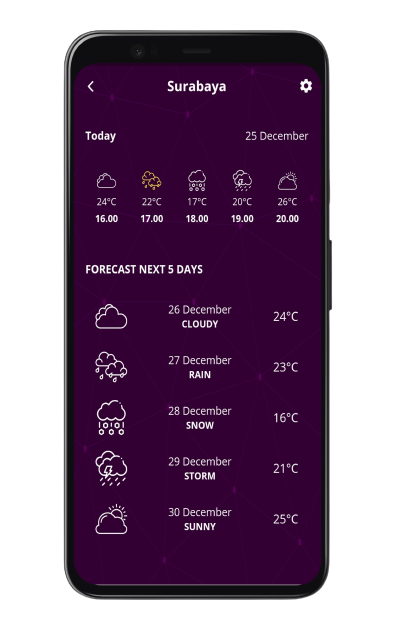 Surabaya
Today 25 December
24°C 22°C 17°C 20°C 26°C
16.00 17.00 18.00 19.00 20.00
FORECAST NEXT 5 DAYS
26 December
CLOUDY
24°C
27 December
RAIN
23°C
28 December
SNOW
16°C
29 December
STORM
21°C
30 December
SUNNY
25°C